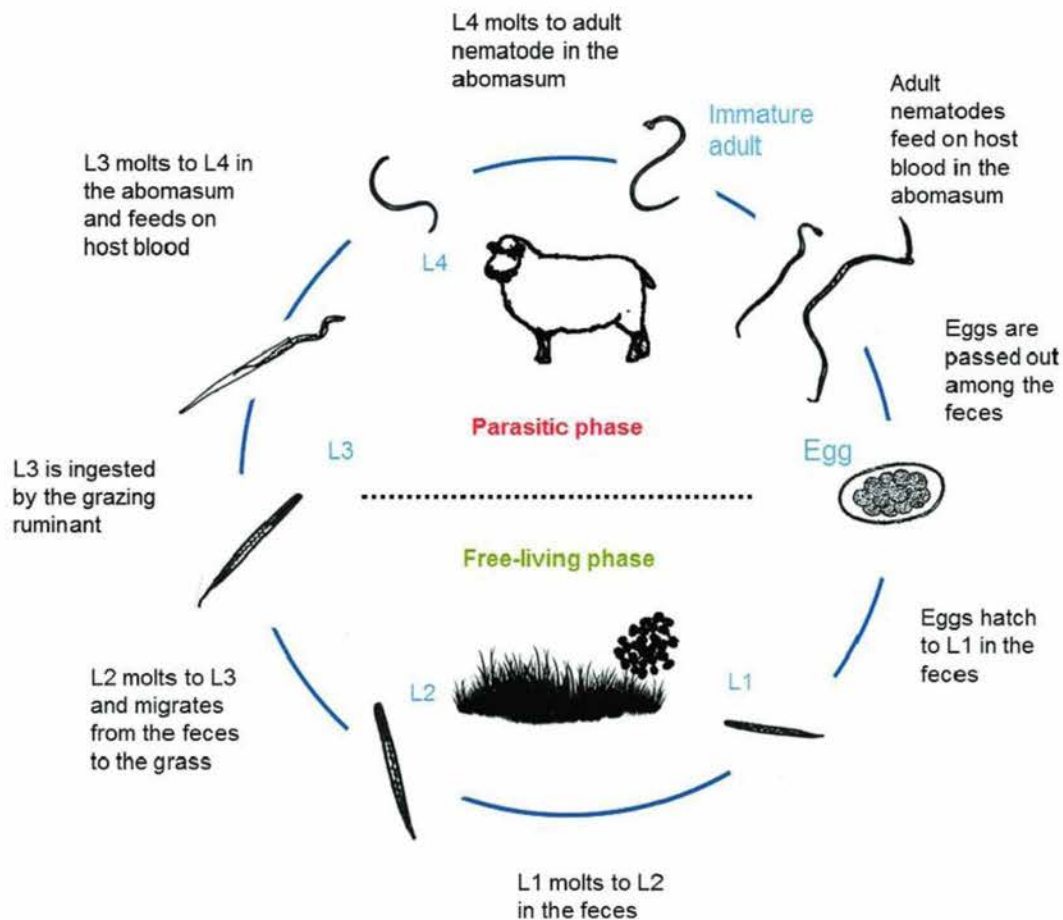 L4 molts to adult
nematode in the
abomasum
Immature
adult
Adult
nematodes
feed on host
blood in the
abomasum
L3 molts to L4 in
the abomasum
and feeds on
host blood
L4
Eggs are
passed out
among the
feces
Parasitic phase
L3
Egg
L3 is ingested
by the grazing
ruminant
Free-living phase
Eggs hatch
to L1 in the
feces
L2 molts to L3
and migrates
from the feces
to the grass
L2
L1
L1 molts to L2
in the feces